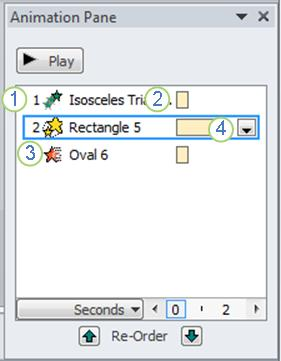 Animation Pane
Play
1 1 Isosceles Tria... 2
2 Rectangle 5 4
3 Oval 6
Seconds 0 2
Re-Order